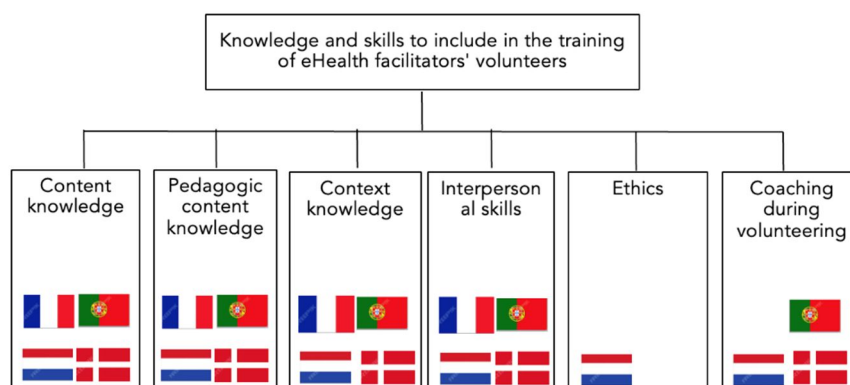 Knowledge and skills to include in the training
of eHealth facilitators' volunteers
Content
knowledge
Pedagogic
content
knowledge
Context
knowledge
Interperson
al skills
Ethics
Coaching
during
volunteering